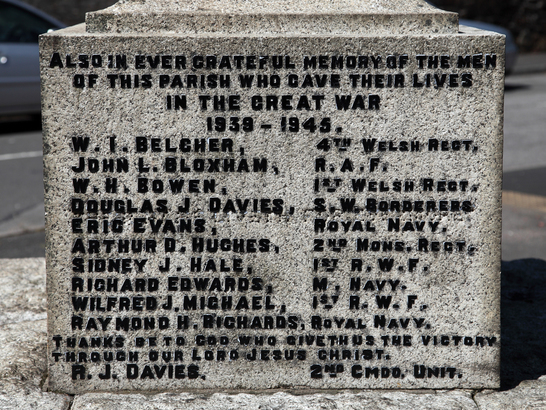 ALSO IN EVER GRATEFUL MEMORY OF THE MEN
OF THIS PARISH WHO GAVE THEIR LIVES
IN THE GREAT WAR
1939 - 1945.
W. I. BELCHER, 4TH WELSH REGT.
JOHN L. BLOXHAM, R.A.F.
W. H. BOWEN, 1ST WELSH REGT.
DOUGLAS J. DAVIES, S.W. BORDERERS
ERIC EVANS, ROYAL NAVY.
ARTHUR D. HUGHES, 2ND MONS. REGT.
SIDNEY J. HALE, 1ST R.W.F.
RICHARD EDWARDS, M. NAVY.
WILFRED J. MICHAEL, 1ST R.W.F.
RAYMOND H. RICHARDS, ROYAL NAVY.
THANKS BE TO GOD WHO GIVETH US THE VICTORY
THROUGH OUR LORD JESUS CHRIST.
R. J. DAVIES. 2ND CMDO. UNIT.